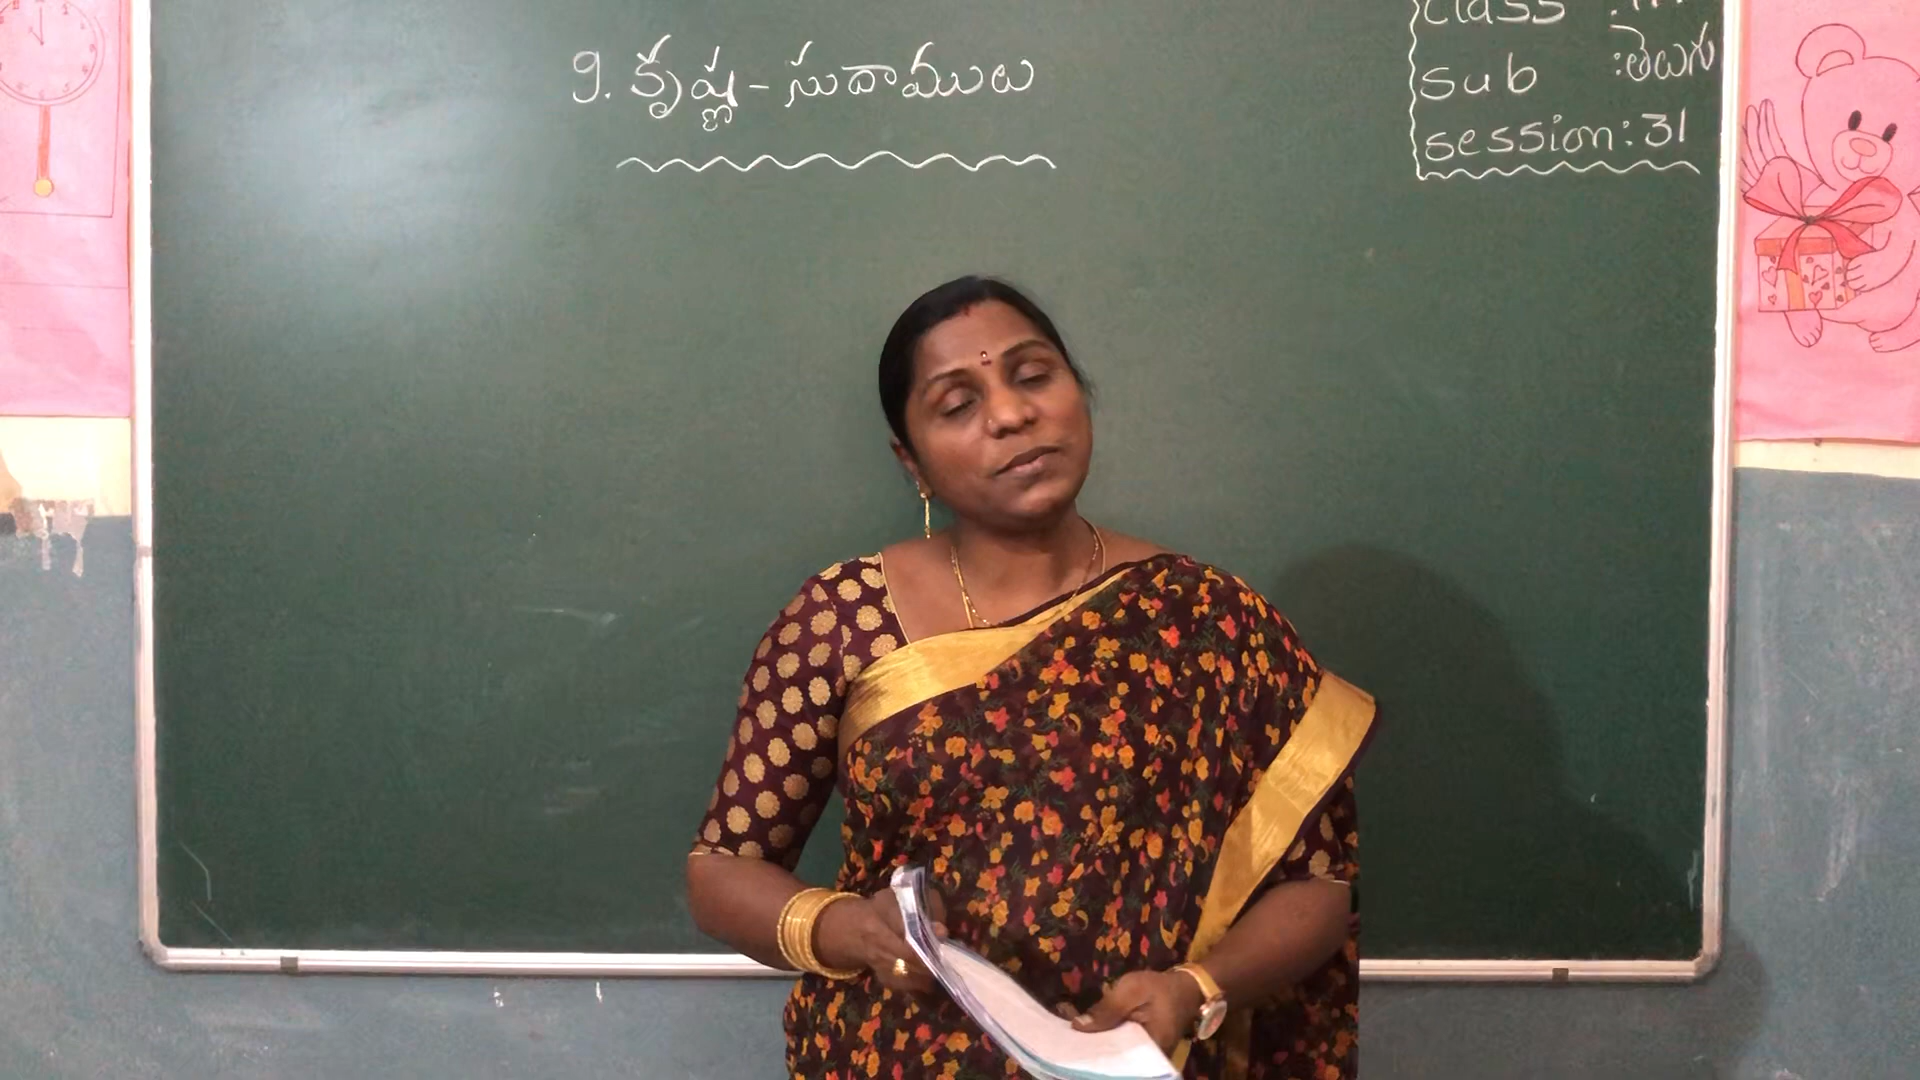 9. కృష్ణ - సుదాములు
class :
sub : తెలుగు
session : 31